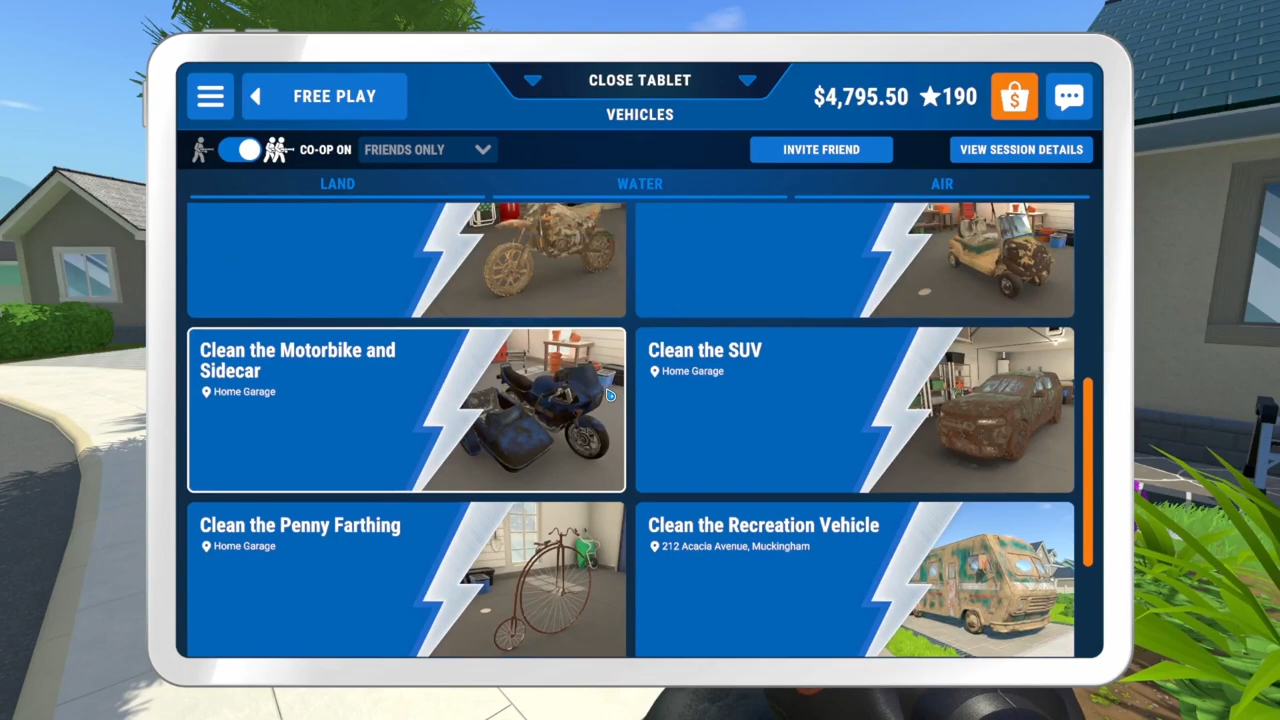 CLOSE TABLET
FREE PLAY
$4,795.50 ★190
VEHICLES
CO-OP ON
FRIENDS ONLY
INVITE FRIEND
VIEW SESSION DETAILS
LAND
WATER
AIR
Clean the Motorbike and
Sidecar
Home Garage
Clean the SUV
Home Garage
Clean the Penny Farthing
Home Garage
Clean the Recreation Vehicle
212 Acacia Avenue, Muckingham